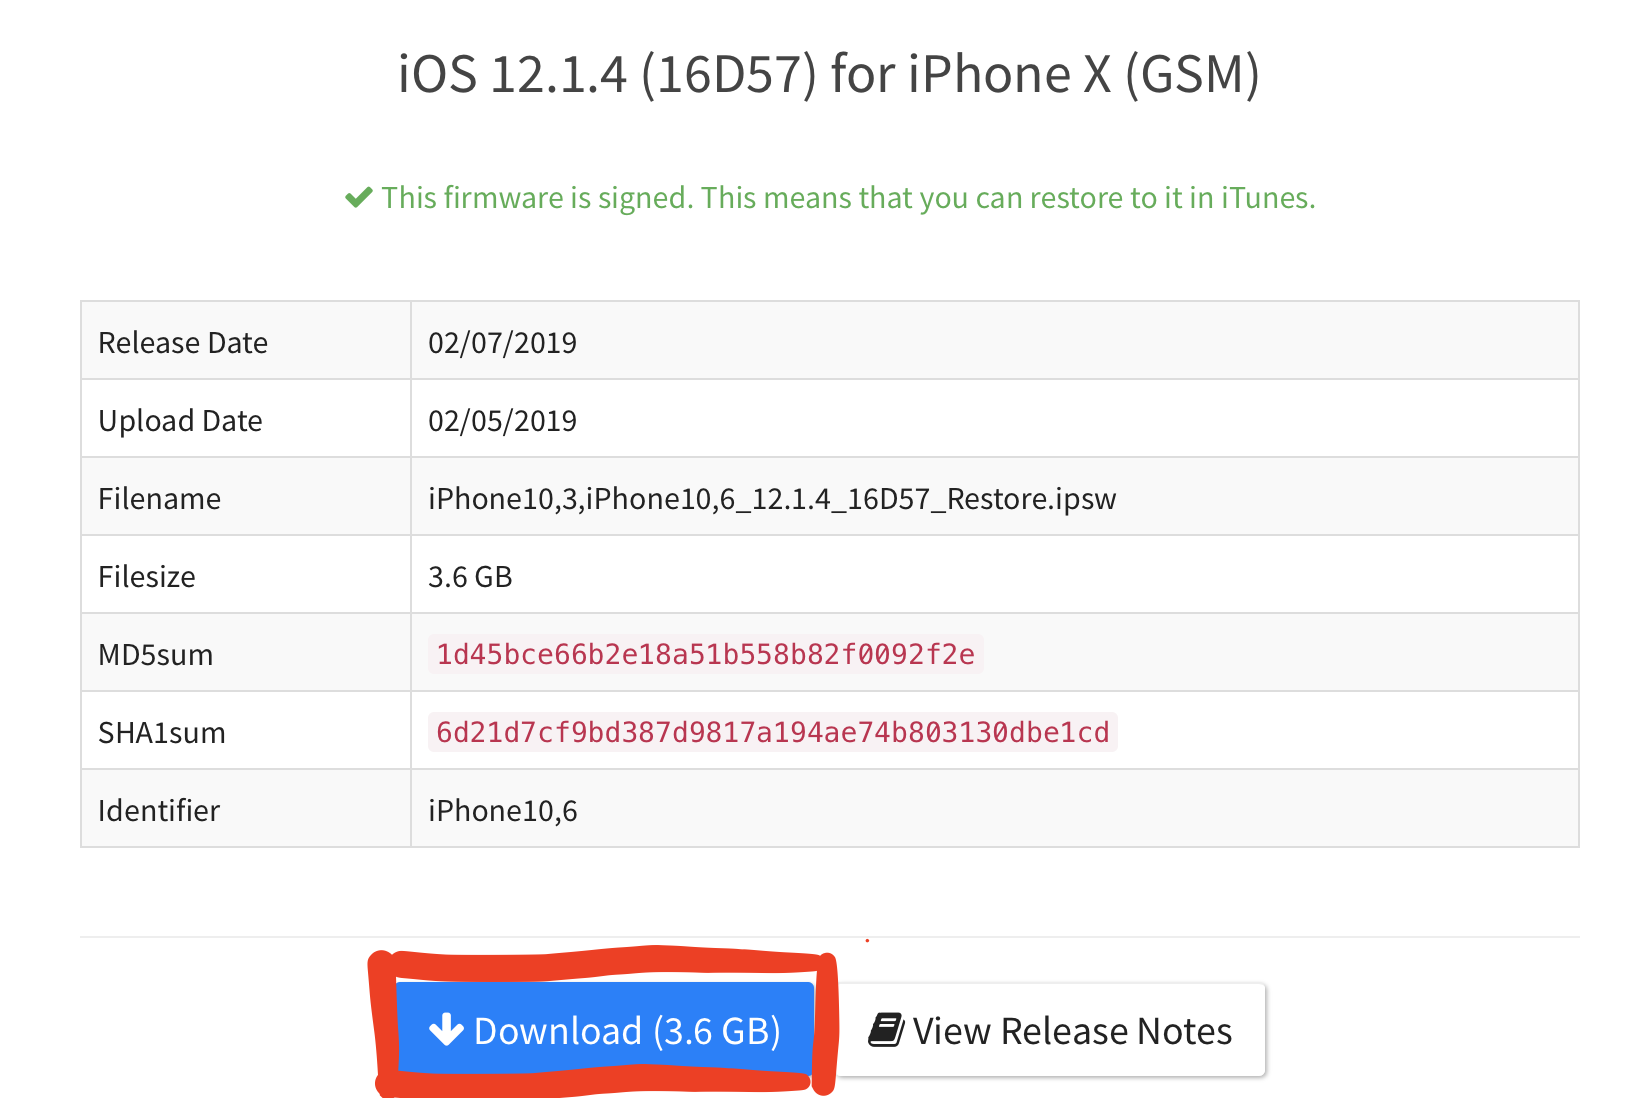 iOS 12.1.4 (16D57) for iPhone X (GSM)
This firmware is signed. This means that you can restore to it in iTunes.
Release Date 02/07/2019
Upload Date 02/05/2019
Filename iPhone10,3,iPhone10,6_12.1.4_16D57_Restore.ipsw
Filesize 3.6 GB
MD5sum 1d45bce66b2e18a51b558b82f0092f2e
SHA1sum 6d21d7cf9bd387d9817a194ae74b803130dbe1cd
Identifier iPhone10,6
Download (3.6 GB) View Release Notes